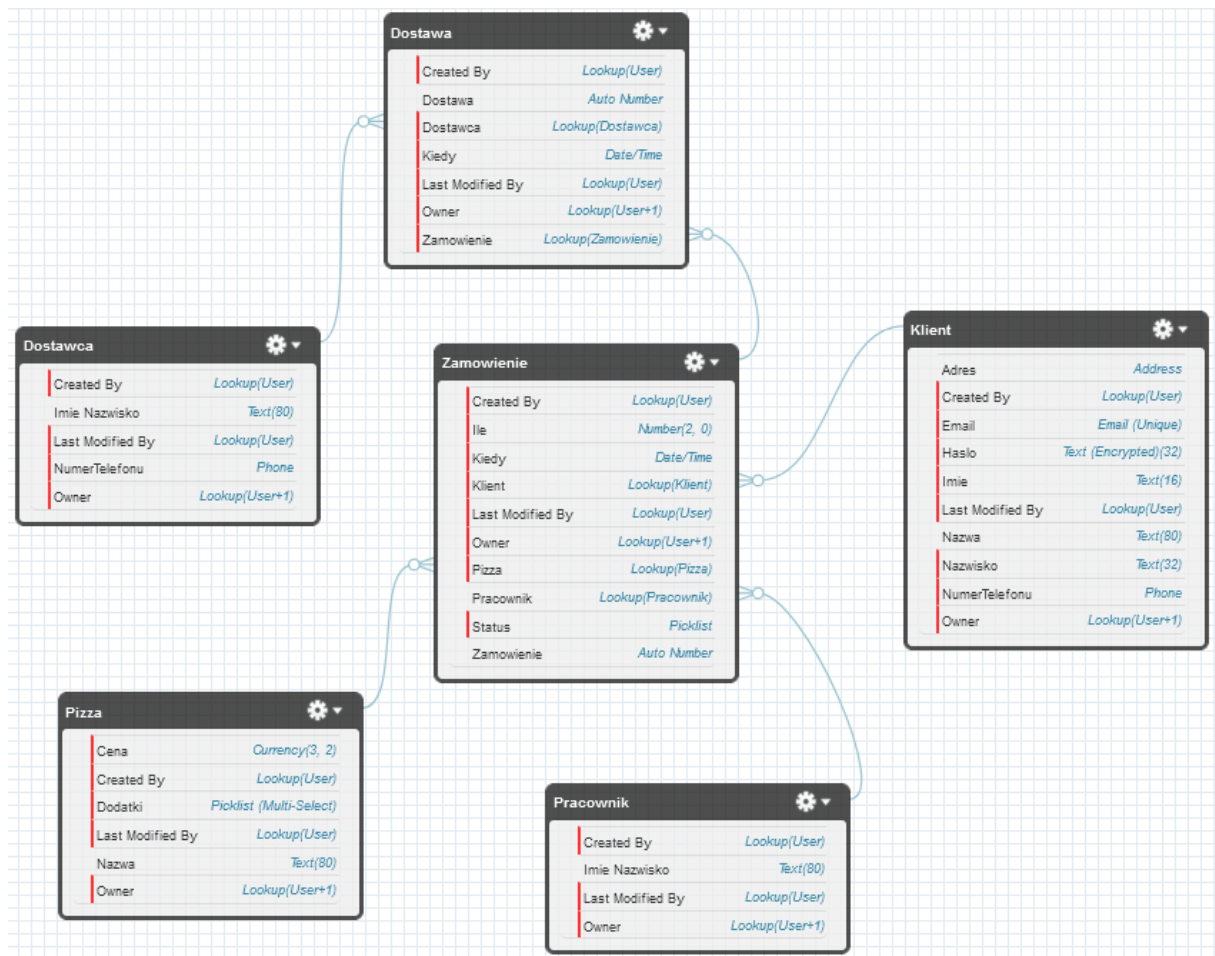 Dostawa
Created By Lookup(User)
Dostawa Auto Number
Dostawca Lookup(Dostawca)
Kiedy Date/Time
Last Modified By Lookup(User)
Owner Lookup(User+1)
Zamowienie Lookup(Zamowienie)
Dostawca
Created By Lookup(User)
Imie Nazwisko Text(80)
Last Modified By Lookup(User)
NumerTelefonu Phone
Owner Lookup(User+1)
Zamowienie
Created By Lookup(User)
Ile Number(2, 0)
Kiedy Date/Time
Klient Lookup(Klient)
Last Modified By Lookup(User)
Owner Lookup(User+1)
Pizza Lookup(Pizza)
Pracownik Lookup(Pracownik)
Status Picklist
Zamowienie Auto Number
Klient
Adres Address
Created By Lookup(User)
Email Email (Unique)
Haslo Text (Encrypted)(32)
Imie Text(16)
Last Modified By Lookup(User)
Nazwa Text(80)
Nazwisko Text(32)
NumerTelefonu Phone
Owner Lookup(User+1)
Pizza
Cena Currency(3, 2)
Created By Lookup(User)
Dodatki Picklist (Multi-Select)
Last Modified By Lookup(User)
Nazwa Text(80)
Owner Lookup(User+1)
Pracownik
Created By Lookup(User)
Imie Nazwisko Text(80)
Last Modified By Lookup(User)
Owner Lookup(User+1)